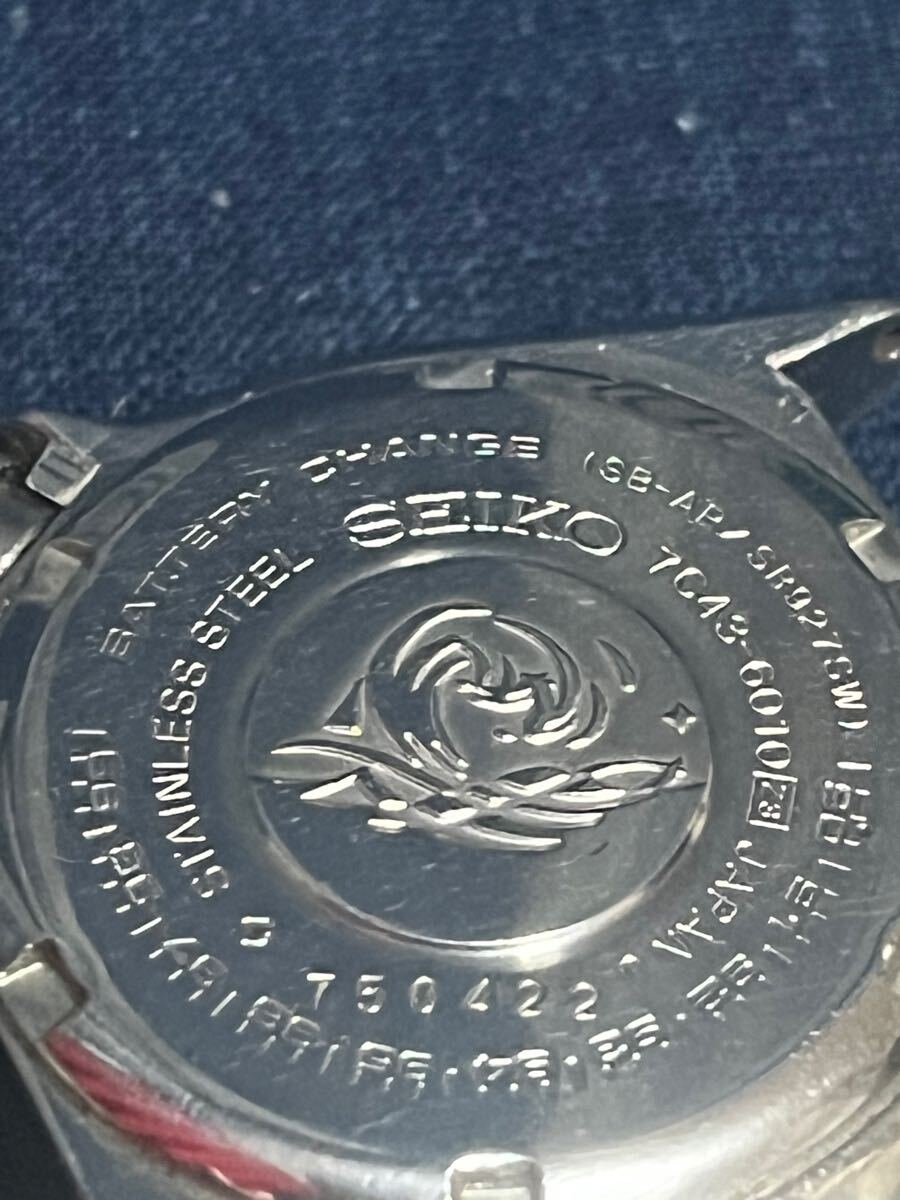 BATTERY CHANGE (SB-AP/SR927SW)
SEIKO
STAINLESS STEEL
7C43-6010
JAPAN
750422